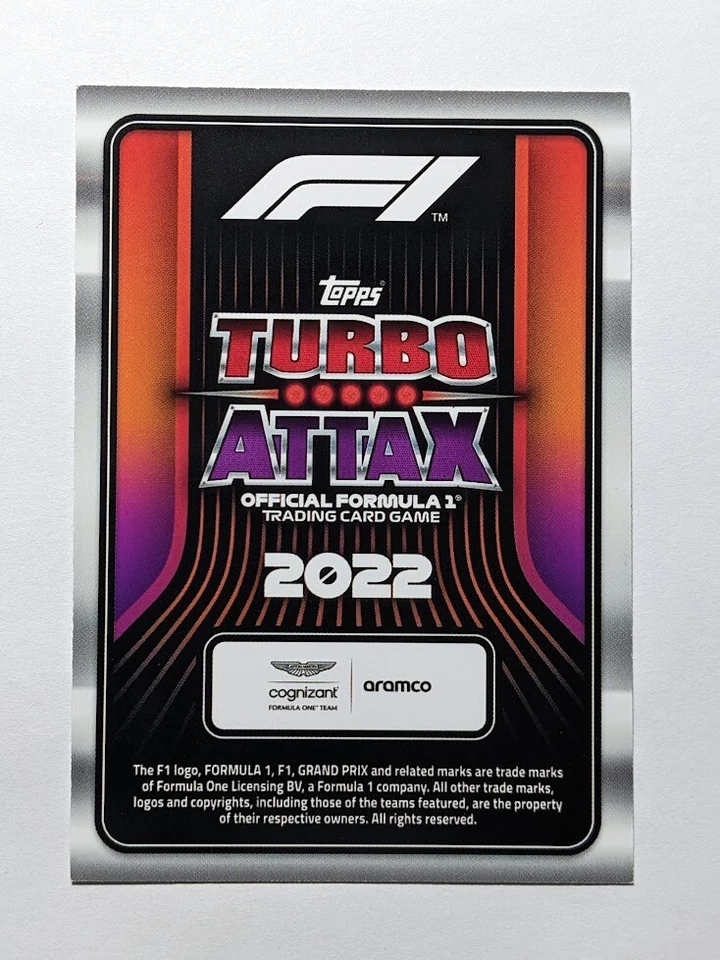 F1 TM
Topps®
TURBO
ATTAX
OFFICIAL FORMULA 1®
TRADING CARD GAME
2022
cognizant®
aramco
FORMULA ONE™ TEAM
The F1 logo, FORMULA 1, F1, GRAND PRIX and related marks are trade marks
of Formula One Licensing BV, a Formula 1 company. All other trade marks,
logos and copyrights, including those of the teams featured, are the property
of their respective owners. All rights reserved.